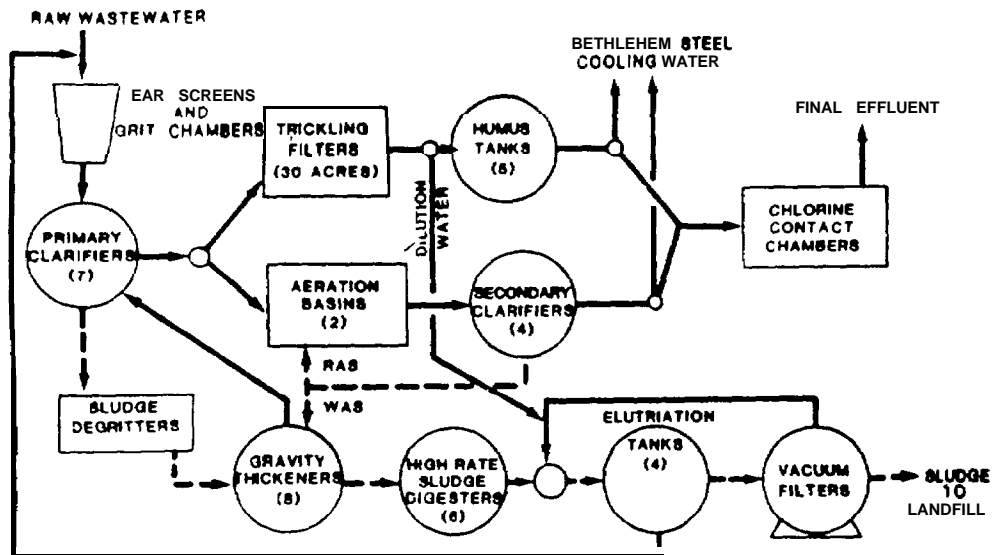 RAW WASTEWATER
EAR SCREENS
AND
GRIT CHAMBERS
TRICKLING
FILTERS
(30 ACRES)
HUMUS
TANKS
(5)
BETHLEHEM STEEL
COOLING WATER
FINAL EFFLUENT
PRIMARY
CLARIFIERS
(7)
DILUTION
WATER
CHLORINE
CONTACT
CHAMBERS
AERATION
BASINS
(2)
SECONDARY
CLARIFIERS
(4)
RAS
WAS
SLUDGE
DEGRITTERS
GRAVITY
THICKENERS
(8)
HIGH RATE
SLUDGE
DIGESTERS
(6)
ELUTRIATION
TANKS
(4)
VACUUM
FILTERS
SLUDGE
10
LANDFILL